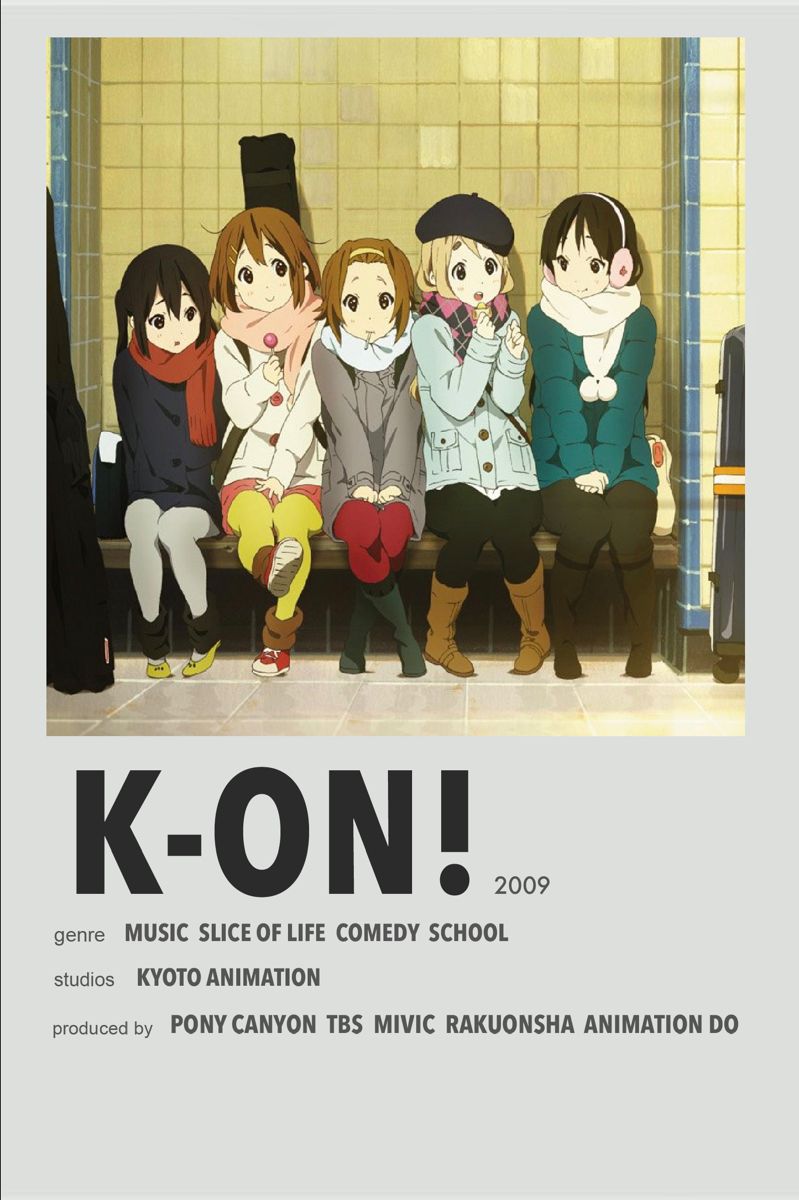 K-ON! 2009
genre MUSIC SLICE OF LIFE COMEDY SCHOOL
studios KYOTO ANIMATION
produced by PONY CANYON TBS MIVIC RAKUONSHA ANIMATION DO